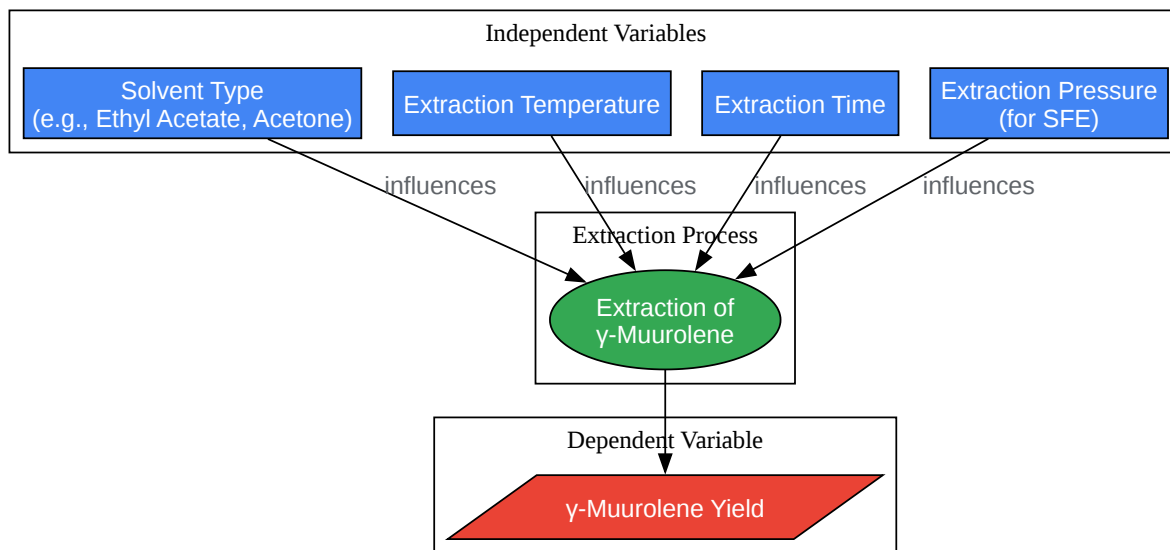 Independent Variables
Solvent Type
(e.g., Ethyl Acetate, Acetone)
Extraction Temperature
Extraction Time
Extraction Pressure
(for SFE)
influences
influences
influences
influences
Extraction Process
Extraction of
γ-Muurolene
Dependent Variable
γ-Muurolene Yield